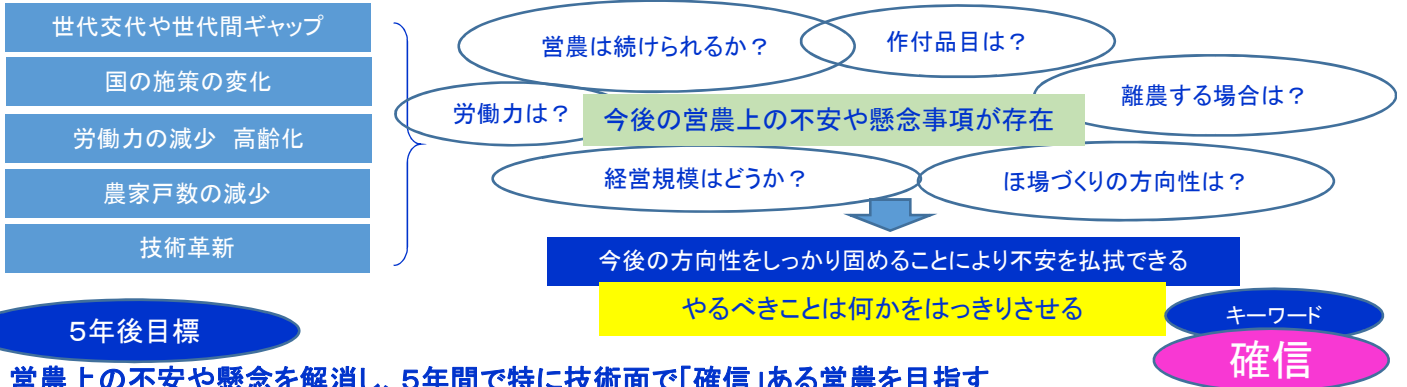 世代交代や世代間ギャップ
国の施策の変化
労働力の減少 高齢化
農家戸数の減少
技術革新
営農は続けられるか？
作付品目は？
労働力は？
離農する場合は？
今後の営農上の不安や懸念事項が存在
経営規模はどうか？
ほ場づくりの方向性は？
今後の方向性をしっかり固めることにより不安を払拭できる
やるべきことは何かをはっきりさせる
キーワード
確信
５年後目標
営農上の不安や懸念を解消し、５年間で特に技術面で「確信」ある営農を目指す